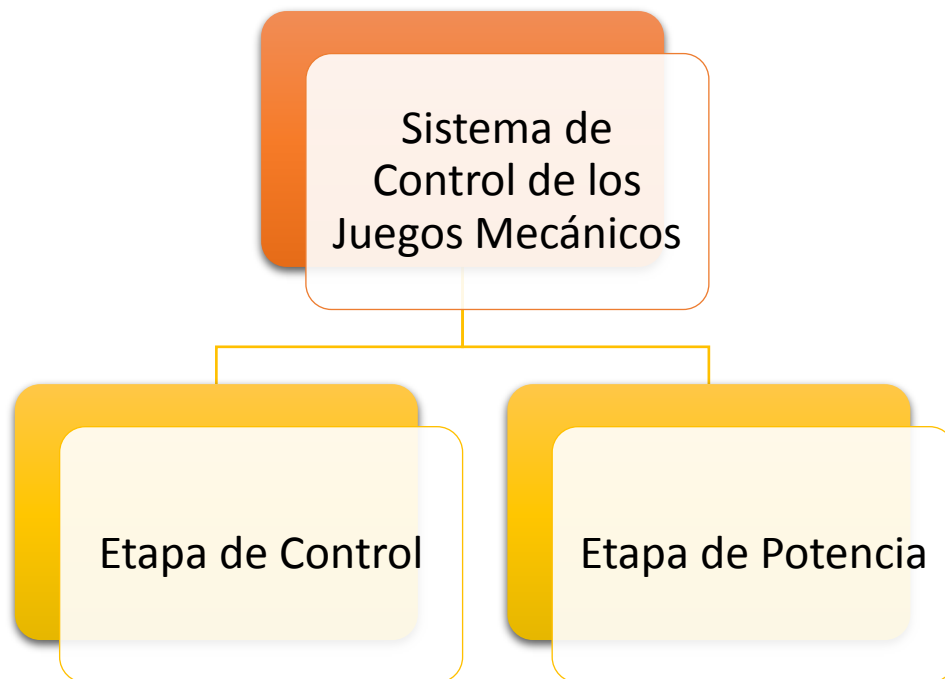 Sistema de
Control de los
Juegos Mecánicos
Etapa de Control
Etapa de Potencia